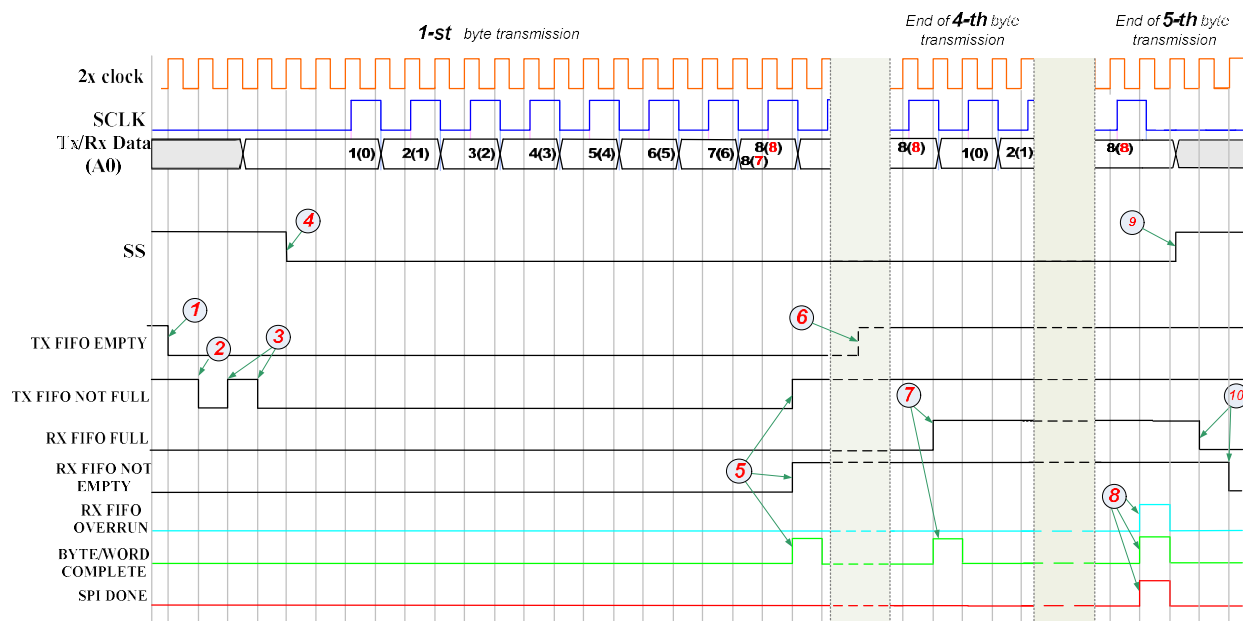 1-st byte transmission
End of 4-th byte
transmission
End of 5-th byte
transmission
2x clock
SCLK
Tx/Rx Data
(A0)
1(0) 2(1) 3(2) 4(3) 5(4) 6(5) 7(6) 8(8)
8(7)
8(8) 1(0) 2(1) 8(8)
4
9
SS
1
6
TX FIFO EMPTY
2 3
TX FIFO NOT FULL
7
10
RX FIFO FULL
5
RX FIFO NOT
EMPTY
8
RX FIFO
OVERRUN
BYTE/WORD
COMPLETE
SPI DONE